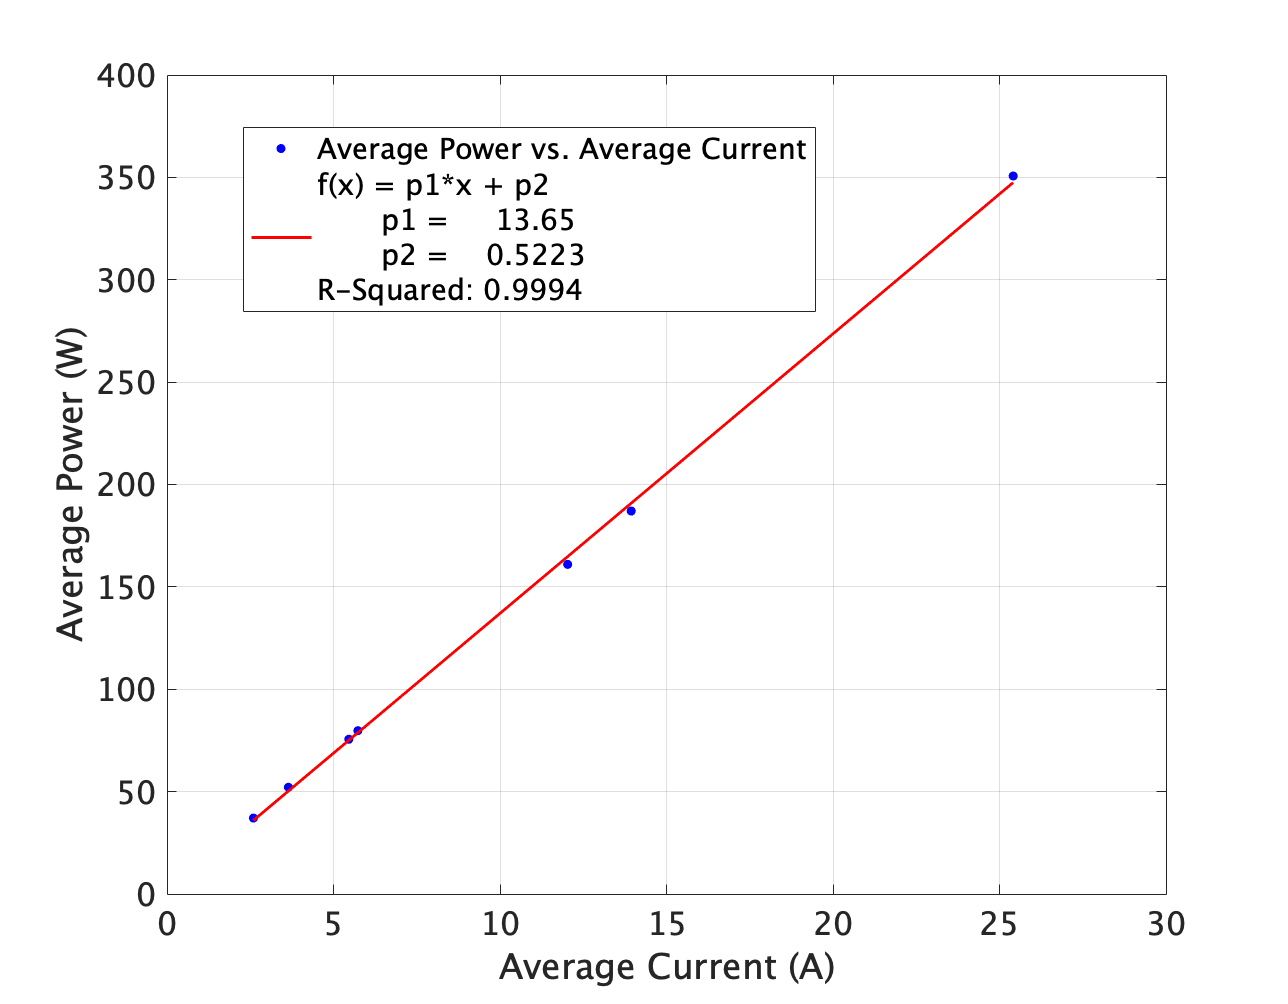 400
350
300
250
200
150
100
50
0
Average Power (W)
Average Power vs. Average Current
f(x) = p1*x + p2
p1 = 13.65
p2 = 0.5223
R-Squared: 0.9994
0 5 10 15 20 25 30
Average Current (A)